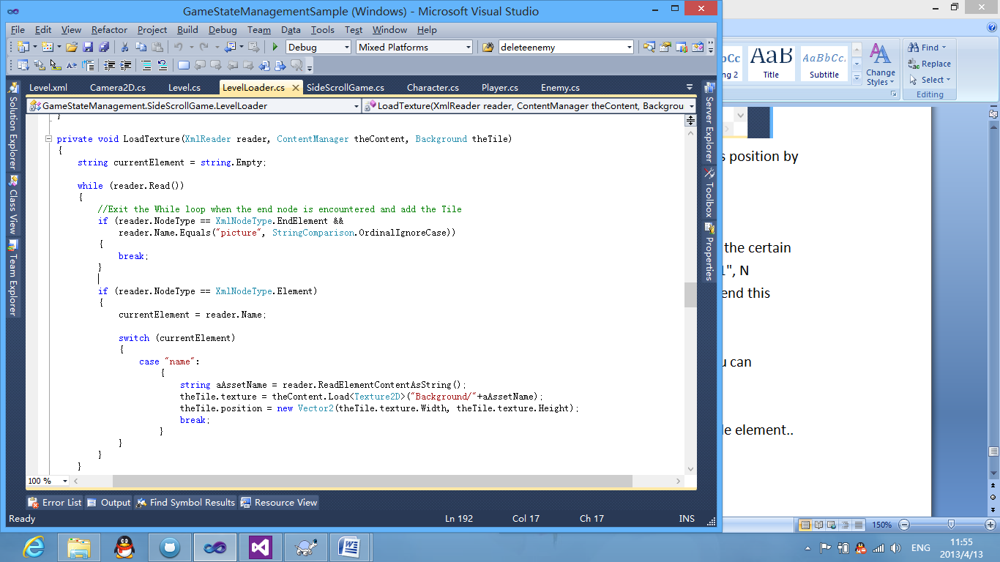 GameStateManagementSample (Windows) - Microsoft Visual Studio
File Edit View Refactor Project Build Debug Team Data Tools Test Window Help
Debug Mixed Platforms deleteenemy
Level.xml Camera2D.cs Level.cs LevelLoader.cs SideScrollGame.cs Character.cs Player.cs Enemy.cs
GameStateManagement.SideScrollGame.LevelLoader LoadTexture(XmlReader reader, ContentManager theContent, Backgrou
}
private void LoadTexture(XmlReader reader, ContentManager theContent, Background theTile)
{
string currentElement = string.Empty;
while (reader.Read())
{
//Exit the While loop when the end node is encountered and add the Tile
if (reader.NodeType == XmlNodeType.EndElement &&
reader.Name.Equals("picture", StringComparison.OrdinalIgnoreCase))
{
break;
}
if (reader.NodeType == XmlNodeType.Element)
{
currentElement = reader.Name;
switch (currentElement)
{
case "name":
{
string aAssetName = reader.ReadElementContentAsString();
theTile.texture = theContent.Load<Texture2D>("Background/"+aAssetName);
theTile.position = new Vector2(theTile.texture.Width, theTile.texture.Height);
break;
}
}
}
}
100 %
Solution Explorer
Class View
Team Explorer
Server Explorer
Toolbox
Properties
Error List Output Find Symbol Results Resource View
Ready Ln 192 Col 17 Ch 17 INS
AaB AaBbCc.
ng 2 Title Subtitle
Change Styles
Find
Replace
Select
Editing
s position by
the certain
1", N
end this
u can
le element..
150%
ENG
11:55
2013/4/13